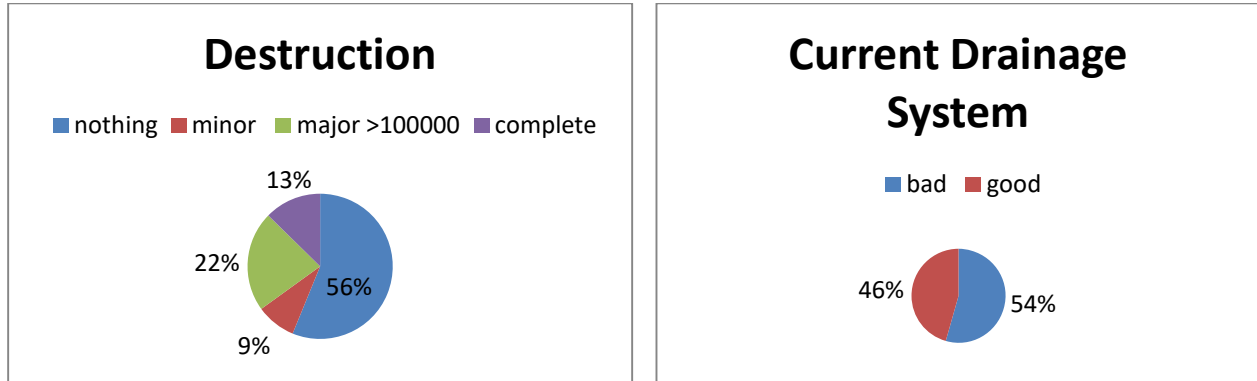 Destruction
nothing minor major >100000 complete
13%
22%
56%
9%
Current Drainage
System
bad good
46%
54%